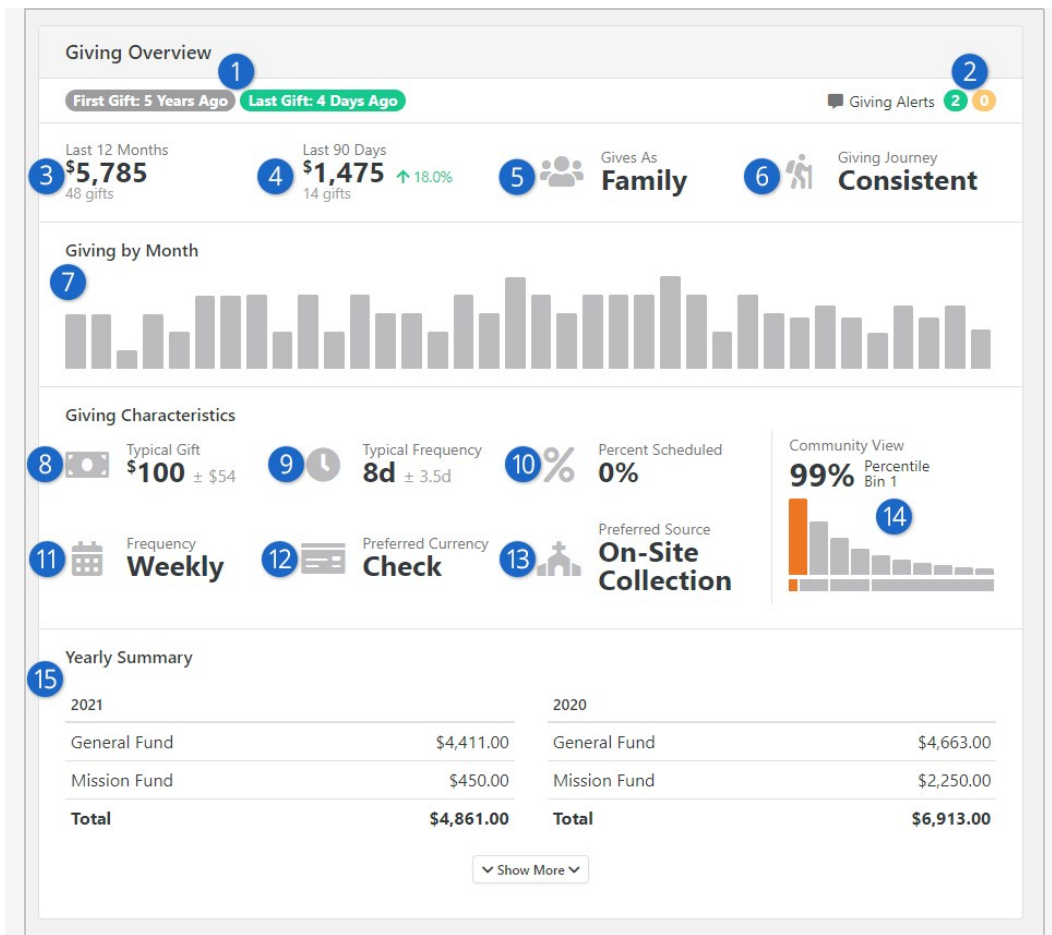 Giving Overview
1
2
First Gift: 5 Years Ago Last Gift: 4 Days Ago Giving Alerts 2 0
3
Last 12 Months
$5,785
48 gifts
4
Last 90 Days
$1,475 18.0%
14 gifts
5
Gives As
Family
6
Giving Journey
Consistent
Giving by Month
7
Giving Characteristics
8
Typical Gift
$100 ± $54
9
Typical Frequency
8d ± 3.5d
10
Percent Scheduled
0%
11
Frequency
Weekly
12
Preferred Currency
Check
13
Preferred Source
On-Site
Collection
Community View
99% Percentile
Bin 1
14
Yearly Summary
15
2021
General Fund $4,411.00
Mission Fund $450.00
Total $4,861.00
2020
General Fund $4,663.00
Mission Fund $2,250.00
Total $6,913.00
Show More